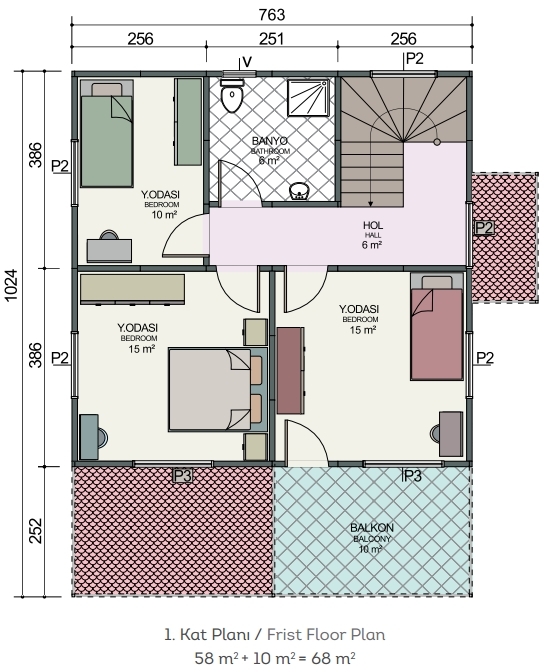 763
256 251 256
V P2
BANYO
BATHROOM
6 m²
386
P2
Y.ODASI
BEDROOM
10 m²
HOL
HALL
6 m²
P2
1024
Y.ODASI
BEDROOM
15 m²
Y.ODASI
BEDROOM
15 m²
386
P2
P2
P3
P3
252
BALKON
BALCONY
10 m²
1. Kat Planı / Frist Floor Plan
58 m² + 10 m² = 68 m²